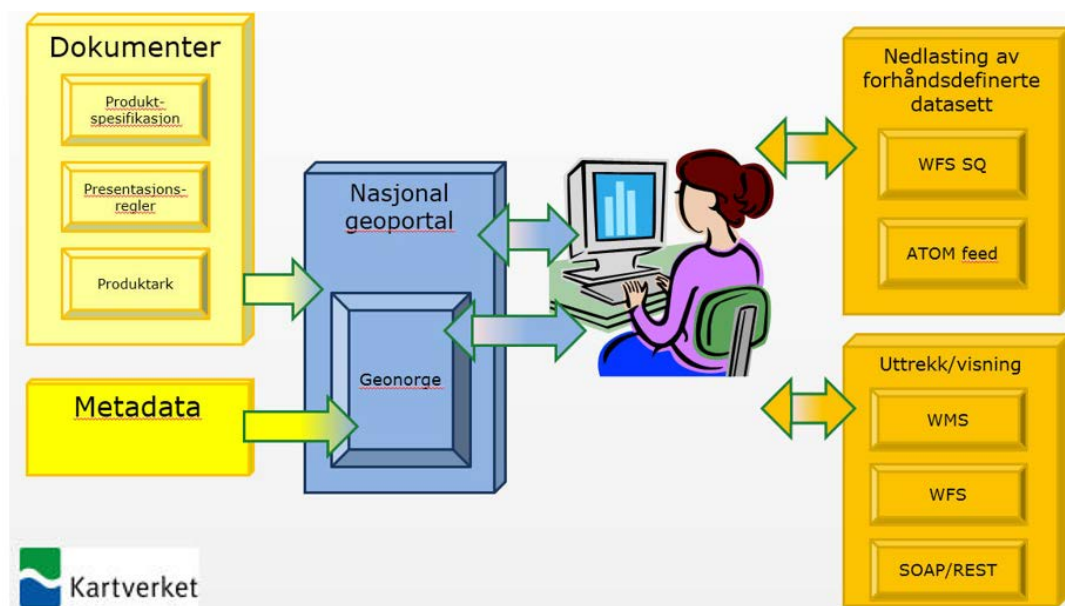 Dokumenter
Produkt-
spesifikasjon
Presentasjons-
regler
Produktark
Metadata
Nasjonal
geoportal
Geonorge
Nedlasting av
forhåndsdefinerte
datasett
WFS SQ
ATOM feed
Uttrekk/visning
WMS
WFS
SOAP/REST
Kartverket